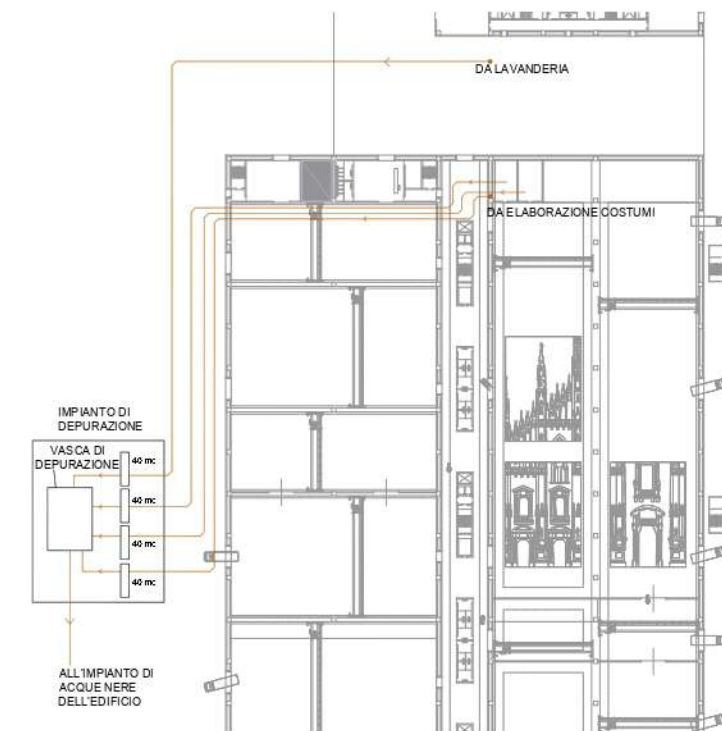 DA LAVANDERIA
DA ELABORAZIONE COSTUMI
IMPIANTO DI
DEPURAZIONE
VASCA DI
DEPURAZIONE
40 mc
40 mc
40 mc
40 mc
ALL'IMPIANTO DI
ACQUE NERE
DELL'EDIFICIO